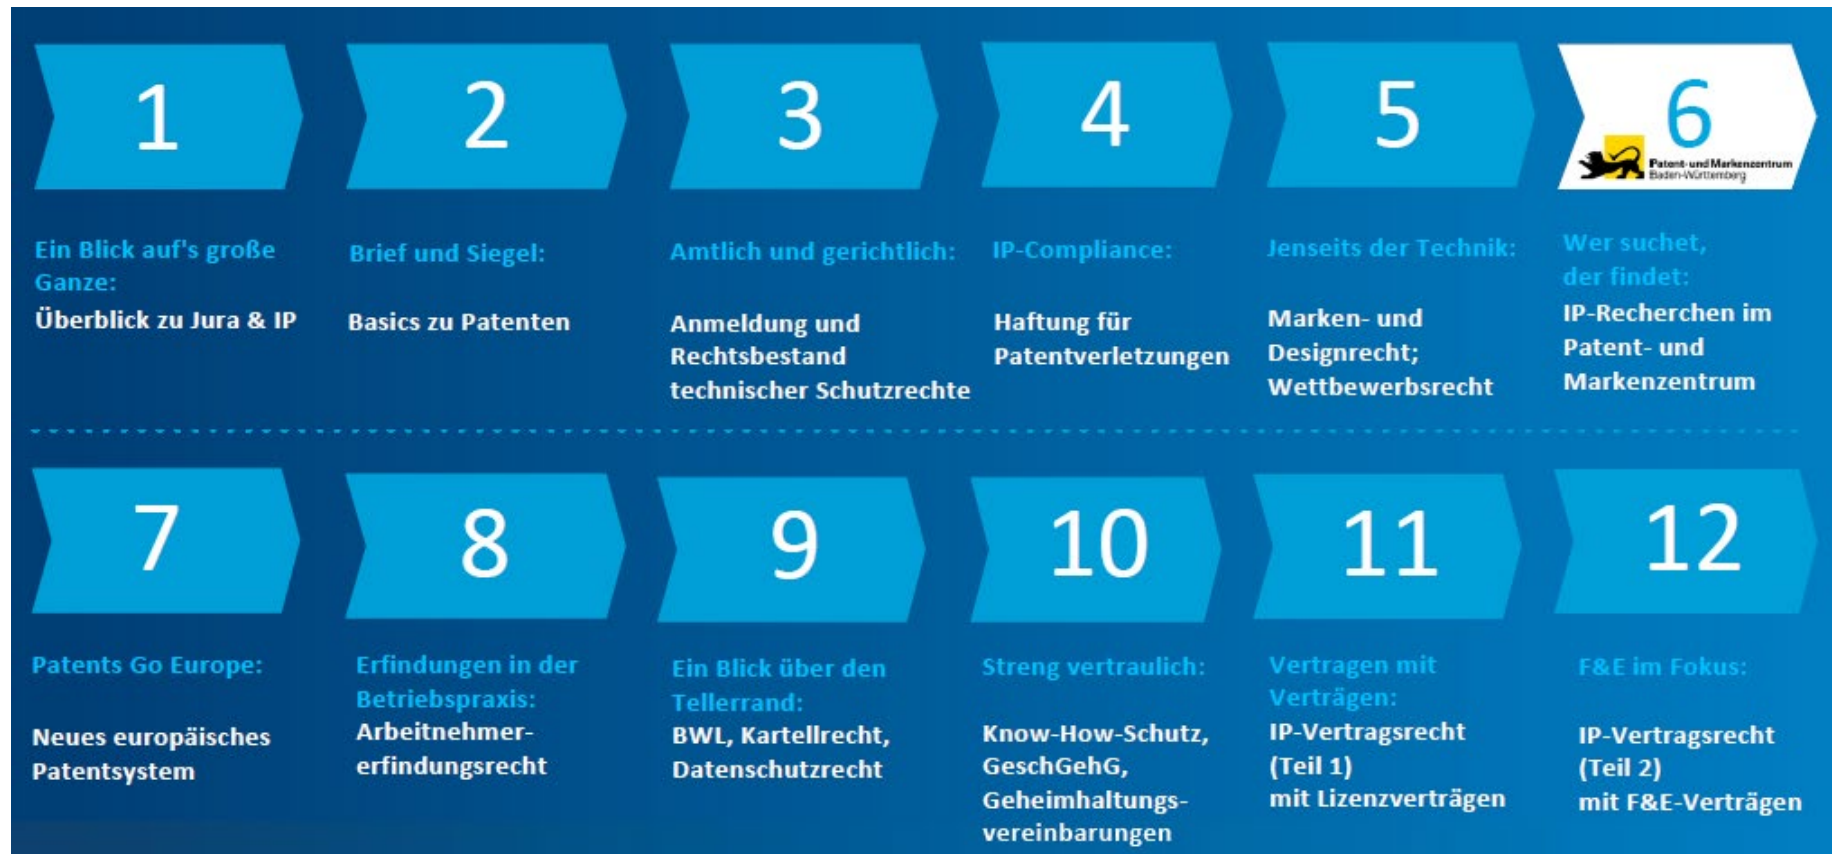 1
Ein Blick auf's große
Ganze:
Überblick zu Jura & IP
2
Brief und Siegel:
Basics zu Patenten
3
Amtlich und gerichtlich:
Anmeldung und
Rechtsbestand
technischer Schutzrechte
4
IP-Compliance:
Haftung für
Patentverletzungen
5
Jenseits der Technik:
Marken- und
Designrecht;
Wettbewerbsrecht
6
Patent- und Markenzentrum
Baden-Württemberg
Wer suchet,
der findet:
IP-Recherchen im
Patent- und
Markenzentrum
7
Patents Go Europe:
Neues europäisches
Patentsystem
8
Erfindungen in der
Betriebspraxis:
Arbeitnehmer-
erfindungsrecht
9
Ein Blick über den
Tellerrand:
BWL, Kartellrecht,
Datenschutzrecht
10
Streng vertraulich:
Know-How-Schutz,
GeschGehG,
Geheimhaltungs-
vereinbarungen
11
Vertragen mit
Verträgen:
IP-Vertragsrecht
(Teil 1)
mit Lizenzverträgen
12
F&E im Fokus:
IP-Vertragsrecht
(Teil 2)
mit F&E-Verträgen